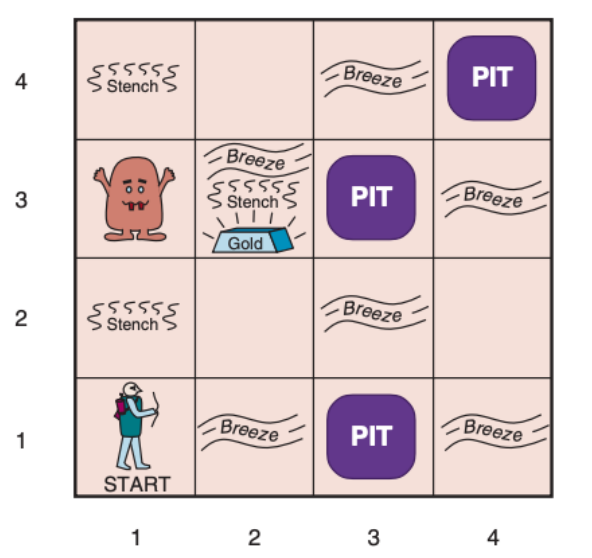 4
Stench
Breeze
PIT
3
Breeze
Stench
Gold
PIT
Breeze
2
Stench
Breeze
1
START
Breeze
PIT
Breeze
1 2 3 4